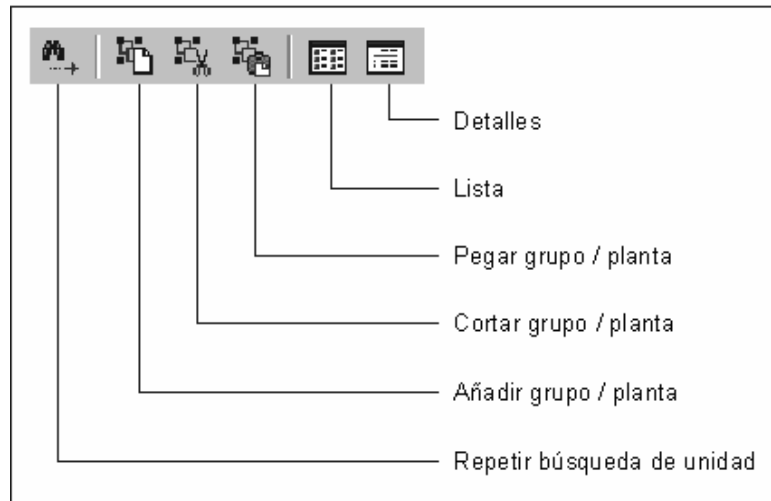 Detalles
Lista
Pegar grupo / planta
Cortar grupo / planta
Añadir grupo / planta
Repetir búsqueda de unidad